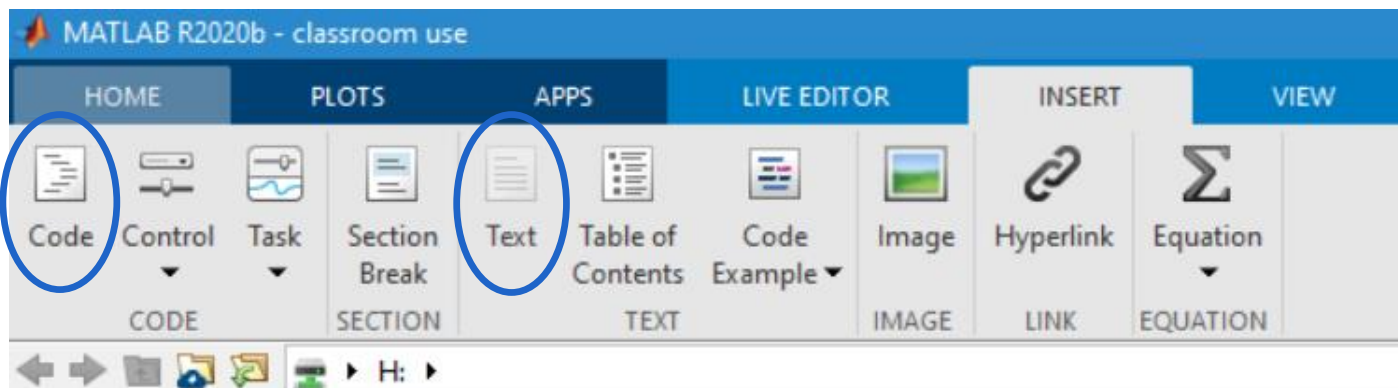 MATLAB R2020b - classroom use
HOME PLOTS APPS LIVE EDITOR INSERT VIEW
Code Control Task Section Break Text Table of Contents Code Example Image Hyperlink Equation
CODE SECTION TEXT IMAGE LINK EQUATION
H: